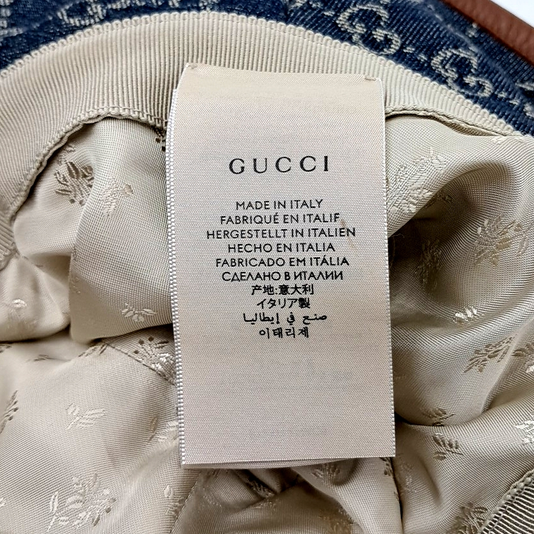 GUCCI
MADE IN ITALY
FABRIQUÉ EN ITALIE
HERGESTELLT IN ITALIEN
HECHO EN ITALIA
FABRICADO EM ITÁLIA
СДЕЛАНО В ИТАЛИИ
产地:意大利
イタリア製
صنع في إيطاليا
이태리제